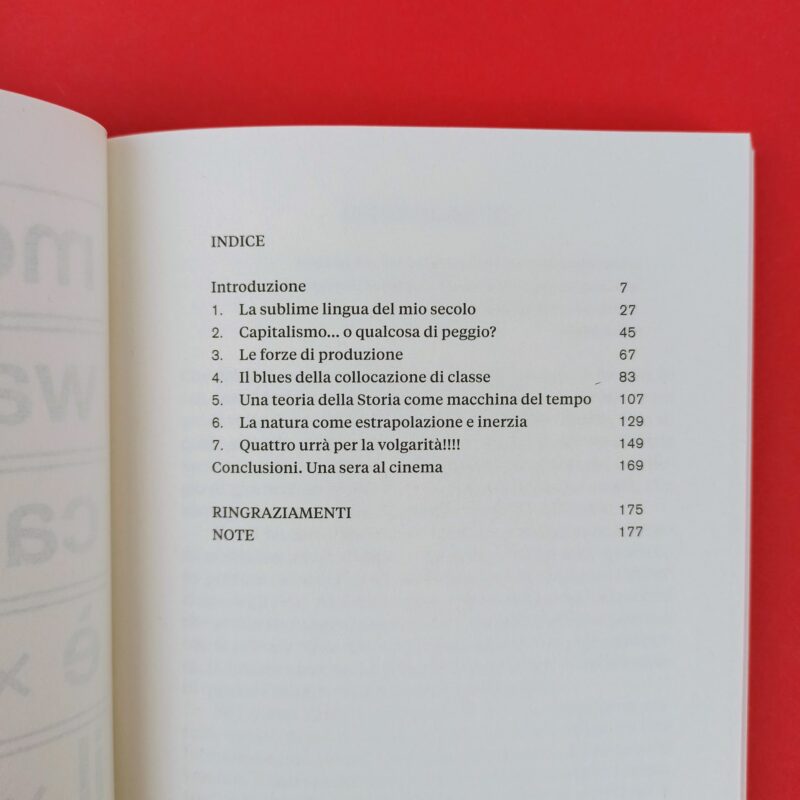 INDICE
Introduzione 7
1. La sublime lingua del mio secolo 27
2. Capitalismo... o qualcosa di peggio? 45
3. Le forze di produzione 67
4. Il blues della collocazione di classe 83
5. Una teoria della Storia come macchina del tempo 107
6. La natura come estrapolazione e inerzia 129
7. Quattro urrà per la volgarità!!!! 149
Conclusioni. Una sera al cinema 169
RINGRAZIAMENTI 175
NOTE 177